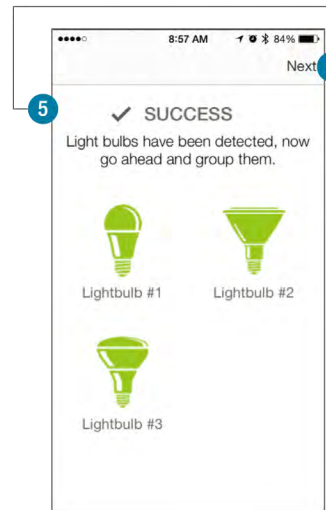 8:57 AM 84%
Next
5
✓ SUCCESS
Light bulbs have been detected, now
go ahead and group them.
Lightbulb #1 Lightbulb #2
Lightbulb #3